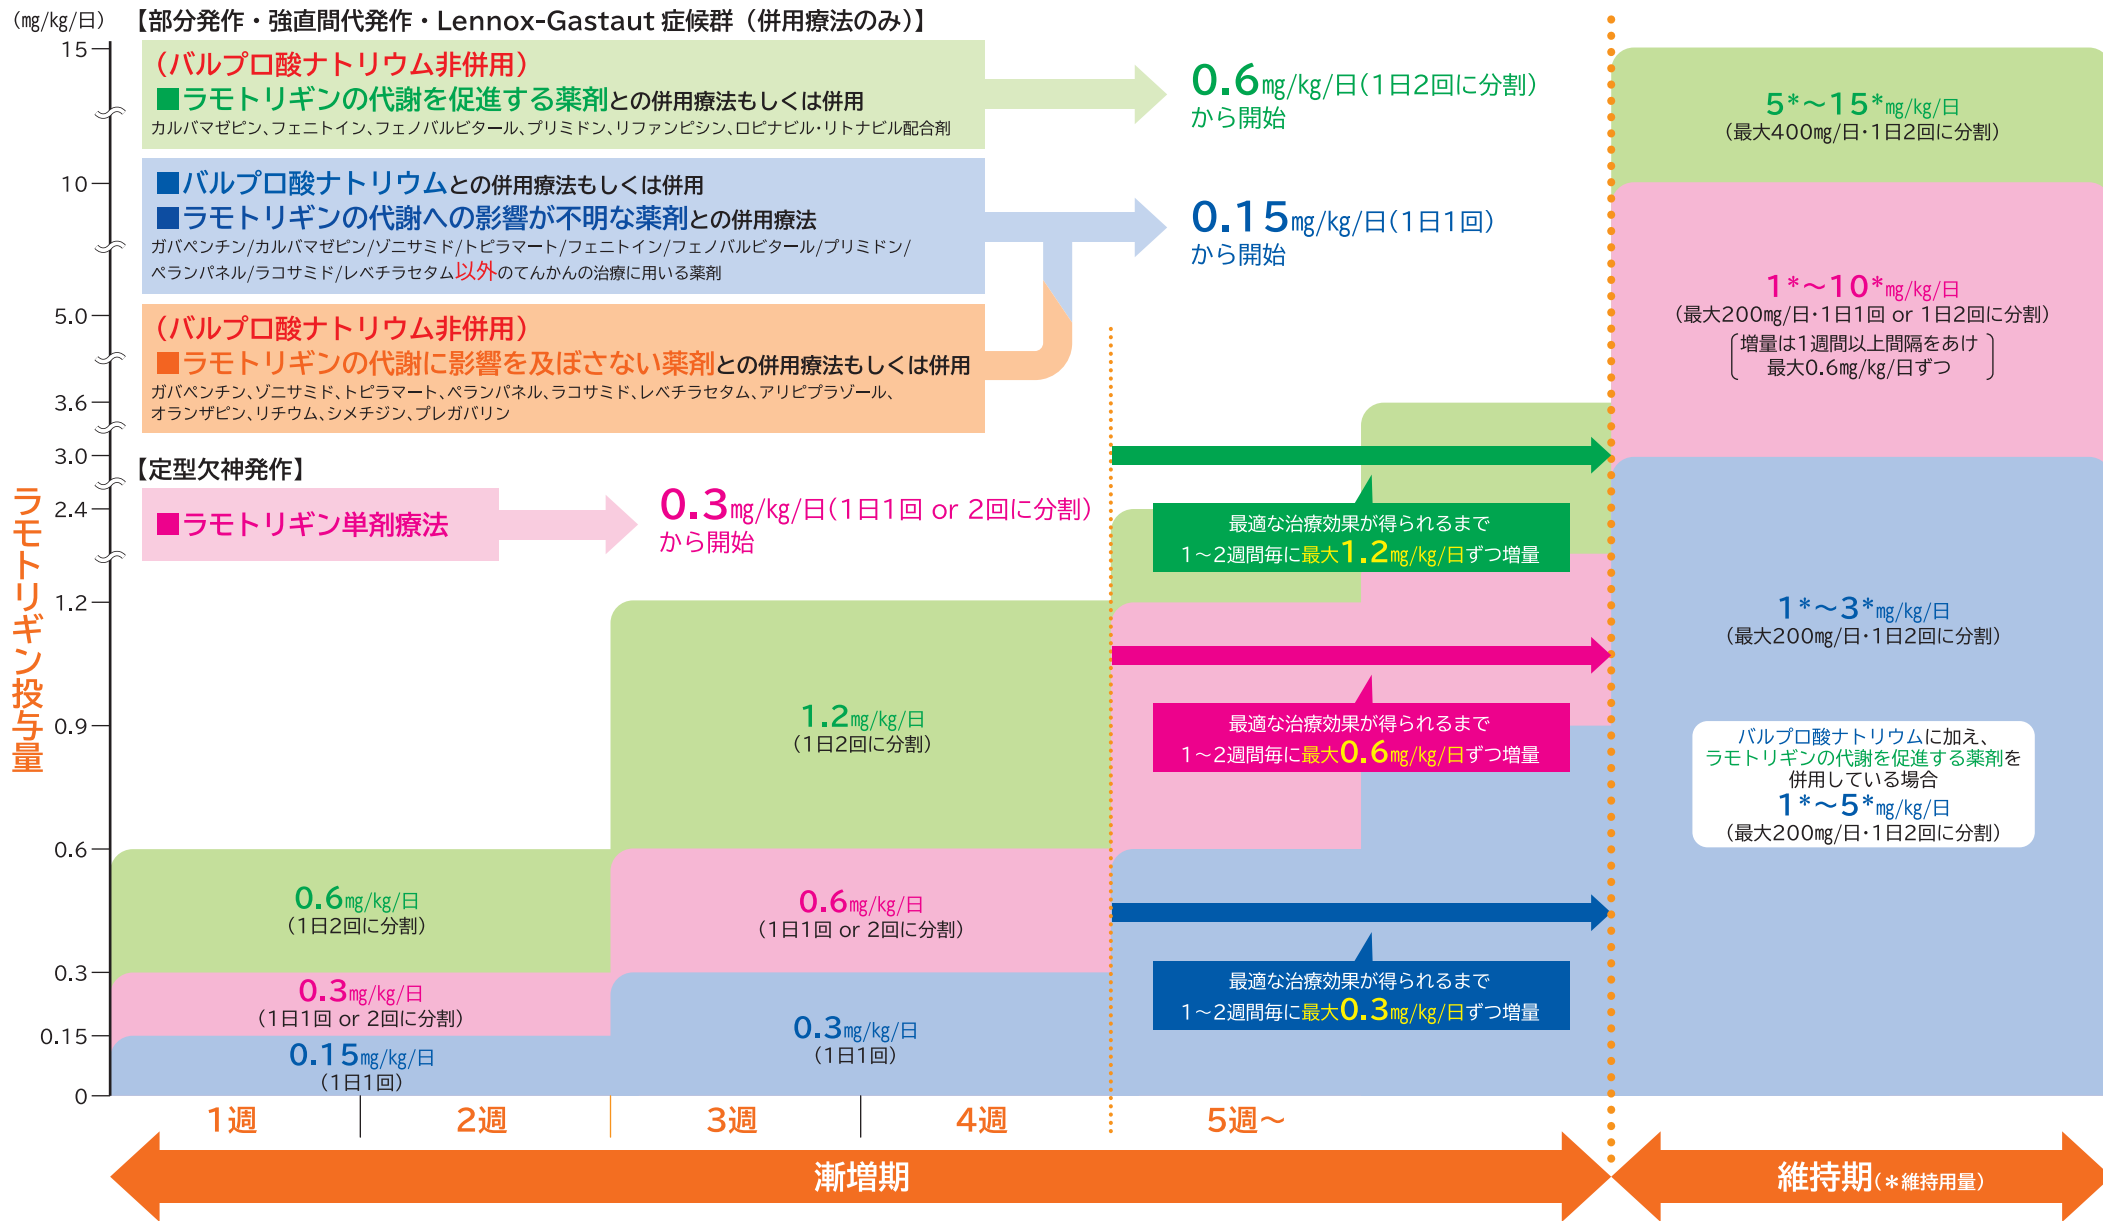 (mg/kg/日)
【部分発作・強直間代発作・Lennox-Gastaut 症候群（併用療法のみ）】
（バルプロ酸ナトリウム非併用）
■ラモトリギンの代謝を促進する薬剤との併用療法もしくは併用
カルバマゼピン、フェニトイン、フェノバルビタール、プリミドン、リファンピシン、ロピナビル・リトナビル配合剤
0.6mg/kg/日（1日2回に分割）
から開始
■バルプロ酸ナトリウムとの併用療法もしくは併用
■ラモトリギンの代謝への影響が不明な薬剤との併用療法
ガバペンチン/カルバマゼピン/ゾニサミド/トピラマート/フェニトイン/フェノバルビタール/プリミドン/
ペランパネル/ラコサミド/レベチラセタム以外のてんかんの治療に用いる薬剤
0.15mg/kg/日（1日1回）
から開始
（バルプロ酸ナトリウム非併用）
■ラモトリギンの代謝に影響を及ぼさない薬剤との併用療法もしくは併用
ガバペンチン、ゾニサミド、トピラマート、ペランパネル、ラコサミド、レベチラセタム、アリピプラゾール、
オランザピン、リチウム、シメチジン、プレガバリン
【定型欠神発作】
■ラモトリギン単剤療法
0.3mg/kg/日（1日1回 or 2回に分割）
から開始
ラモトリギン投与量
15
10
5.0
3.6
3.0
2.4
1.2
0.9
0.6
0.3
0.15
0
0.6mg/kg/日
（1日2回に分割）
0.3mg/kg/日
（1日1回 or 2回に分割）
0.15mg/kg/日
（1日1回）
1.2mg/kg/日
（1日2回に分割）
0.6mg/kg/日
（1日1回 or 2回に分割）
0.3mg/kg/日
（1日1回）
最適な治療効果が得られるまで
1〜2週間毎に最大1.2mg/kg/日ずつ増量
最適な治療効果が得られるまで
1〜2週間毎に最大0.6mg/kg/日ずつ増量
最適な治療効果が得られるまで
1〜2週間毎に最大0.3mg/kg/日ずつ増量
5*〜15*mg/kg/日
（最大400mg/日・1日2回に分割）
1*〜10*mg/kg/日
（最大200mg/日・1日1回 or 1日2回に分割）
〔増量は1週間以上間隔をあけ
最大0.6mg/kg/日ずつ〕
1*〜3*mg/kg/日
（最大200mg/日・1日2回に分割）
バルプロ酸ナトリウムに加え、
ラモトリギンの代謝を促進する薬剤を
併用している場合
1*〜5*mg/kg/日
（最大200mg/日・1日2回に分割）
1週
2週
3週
4週
5週〜
漸増期
維持期（＊維持用量）